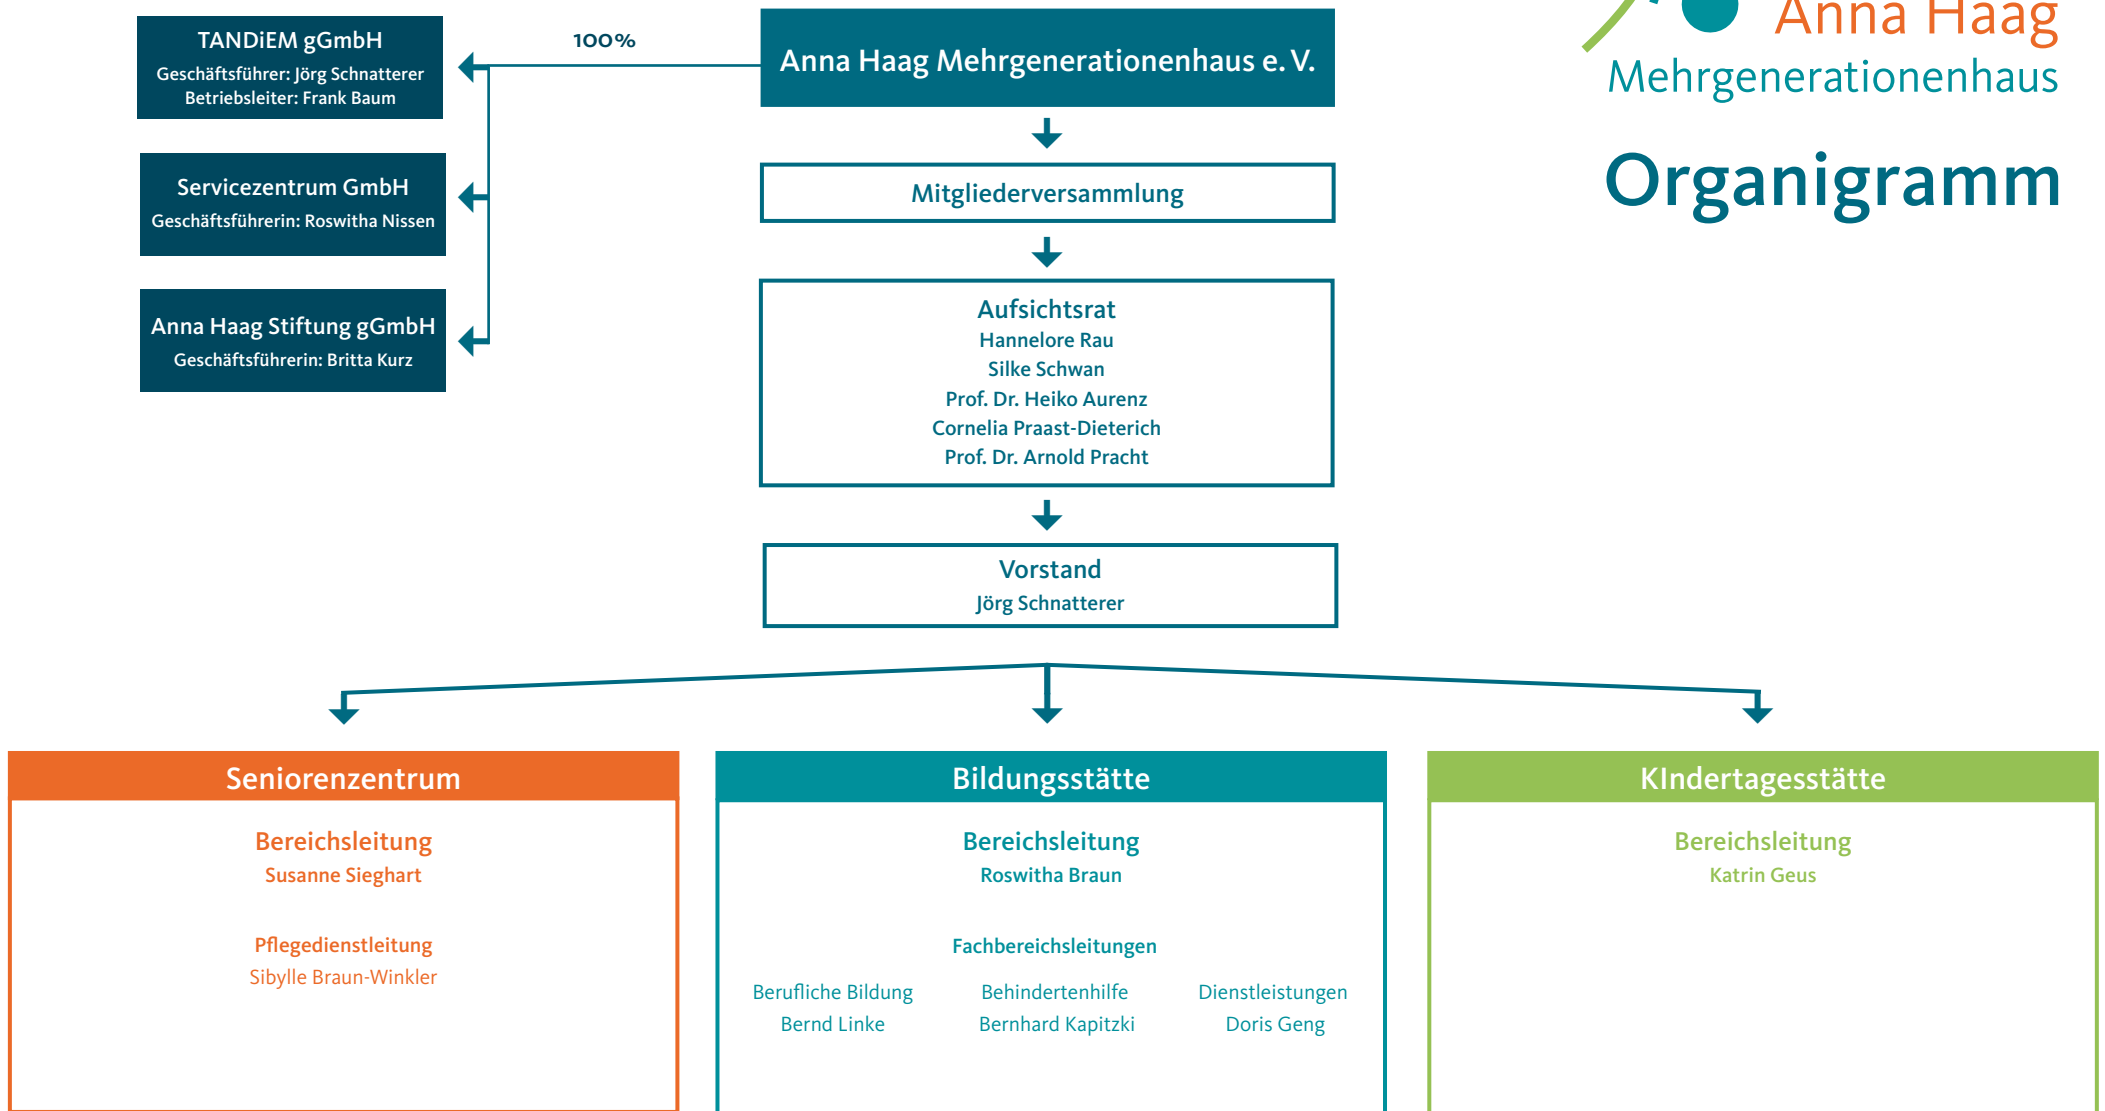 Anna Haag
Mehrgenerationenhaus
Organigramm
Anna Haag Mehrgenerationenhaus e. V.
100%
TANDiEM gGmbH
Geschäftsführer: Jörg Schnatterer
Betriebsleiter: Frank Baum
Servicezentrum GmbH
Geschäftsführerin: Roswitha Nissen
Anna Haag Stiftung gGmbH
Geschäftsführerin: Britta Kurz
Mitgliederversammlung
Aufsichtsrat
Hannelore Rau
Silke Schwan
Prof. Dr. Heiko Aurenz
Cornelia Praast-Dieterich
Prof. Dr. Arnold Pracht
Vorstand
Jörg Schnatterer
Seniorenzentrum
Bereichsleitung
Susanne Sieghart
Pflegedienstleitung
Sibylle Braun-Winkler
Bildungsstätte
Bereichsleitung
Roswitha Braun
Fachbereichsleitungen
Berufliche Bildung
Bernd Linke
Behindertenhilfe
Bernhard Kapitzki
Dienstleistungen
Doris Geng
KIndertagesstätte
Bereichsleitung
Katrin Geus